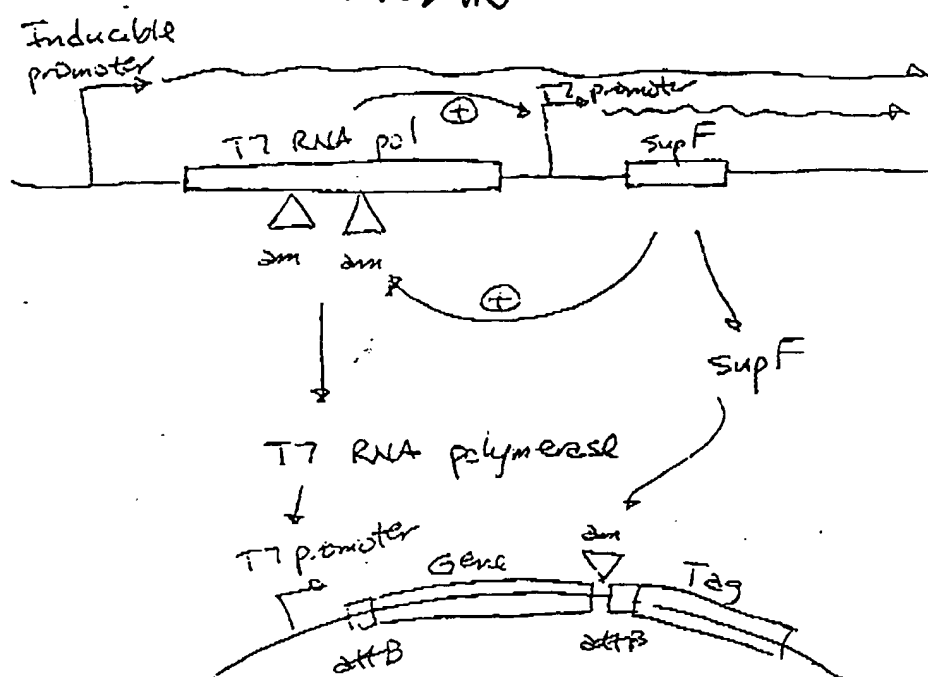 Inducible
promoter
T7 promoter
+
T7 RNA pol
supF
am am
+
supF
T7 RNA polymerase
am
T7 promoter
Gene
Tag
attB
attB